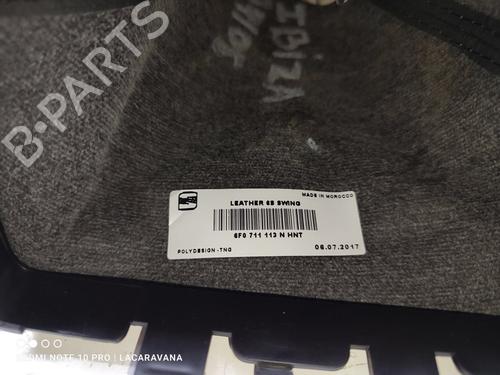 IBIZA
B-PARTS
LEATHER 6S SWING
MADE IN MOROCCO
6F0 711 113 N HNT
POLYDESIGN -TNG
06.07.2017
REDMI NOTE 10 PRO | LACARAVANA